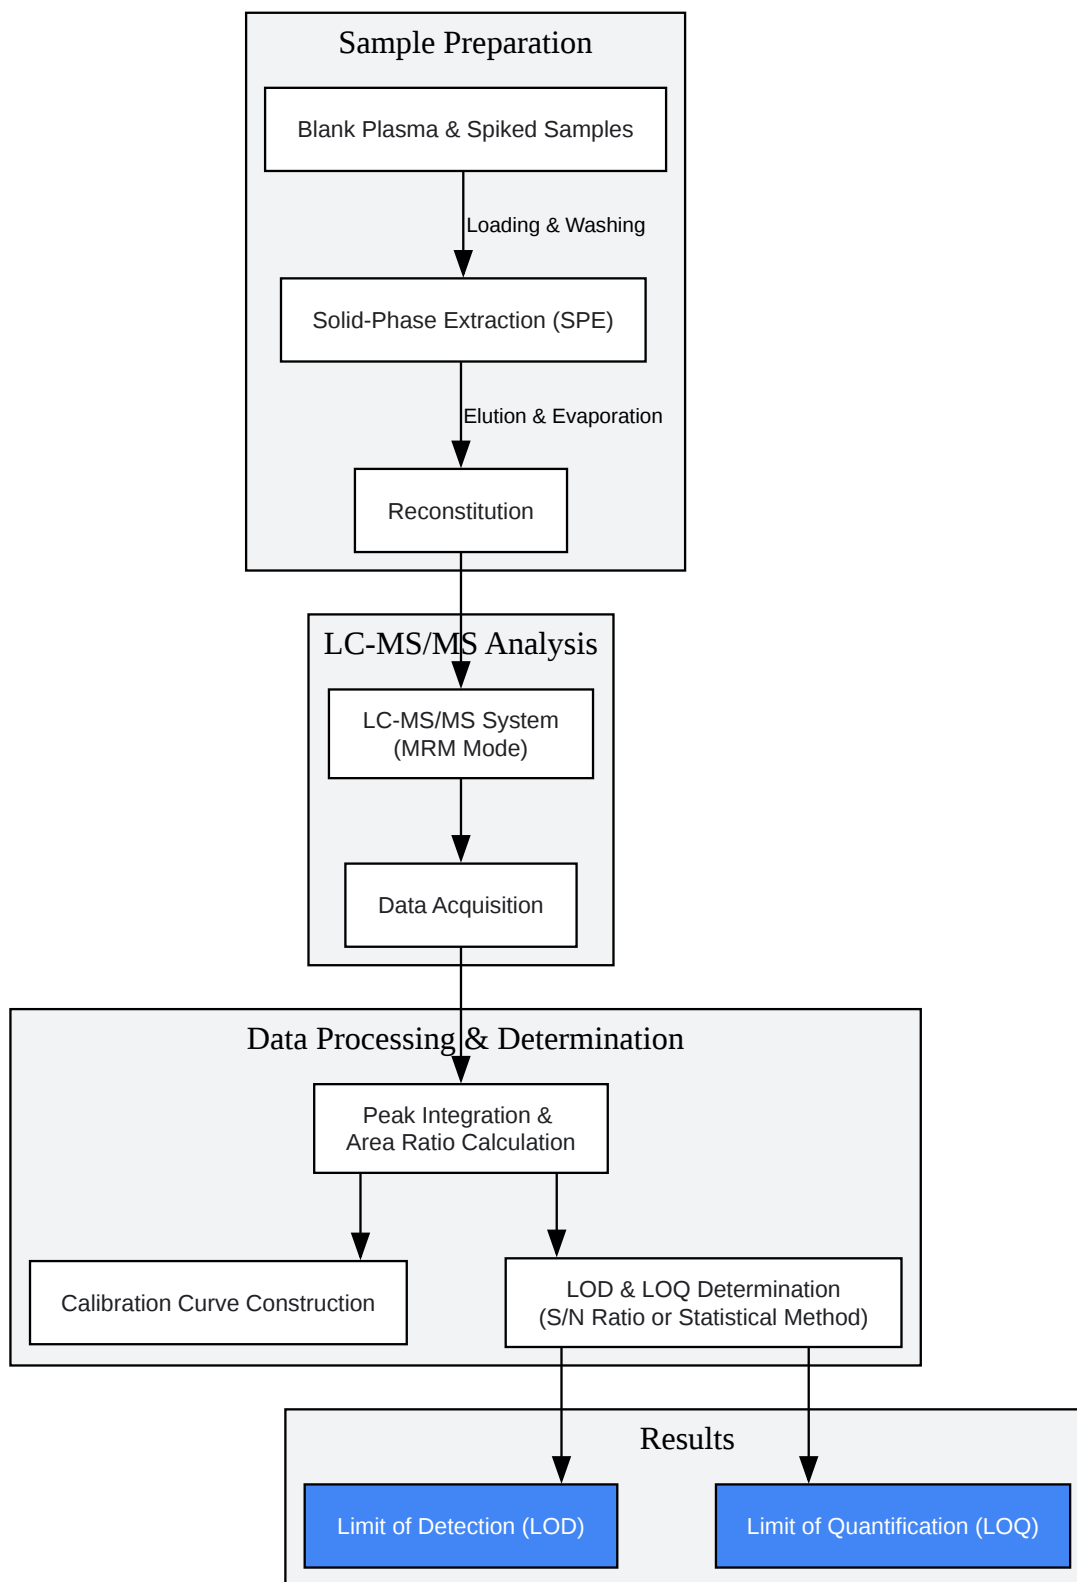 Sample Preparation
Blank Plasma & Spiked Samples
Loading & Washing
Solid-Phase Extraction (SPE)
Elution & Evaporation
Reconstitution
LC-MS/MS Analysis
LC-MS/MS System
(MRM Mode)
Data Acquisition
Data Processing & Determination
Peak Integration &
Area Ratio Calculation
Calibration Curve Construction
LOD & LOQ Determination
(S/N Ratio or Statistical Method)
Results
Limit of Detection (LOD)
Limit of Quantification (LOQ)